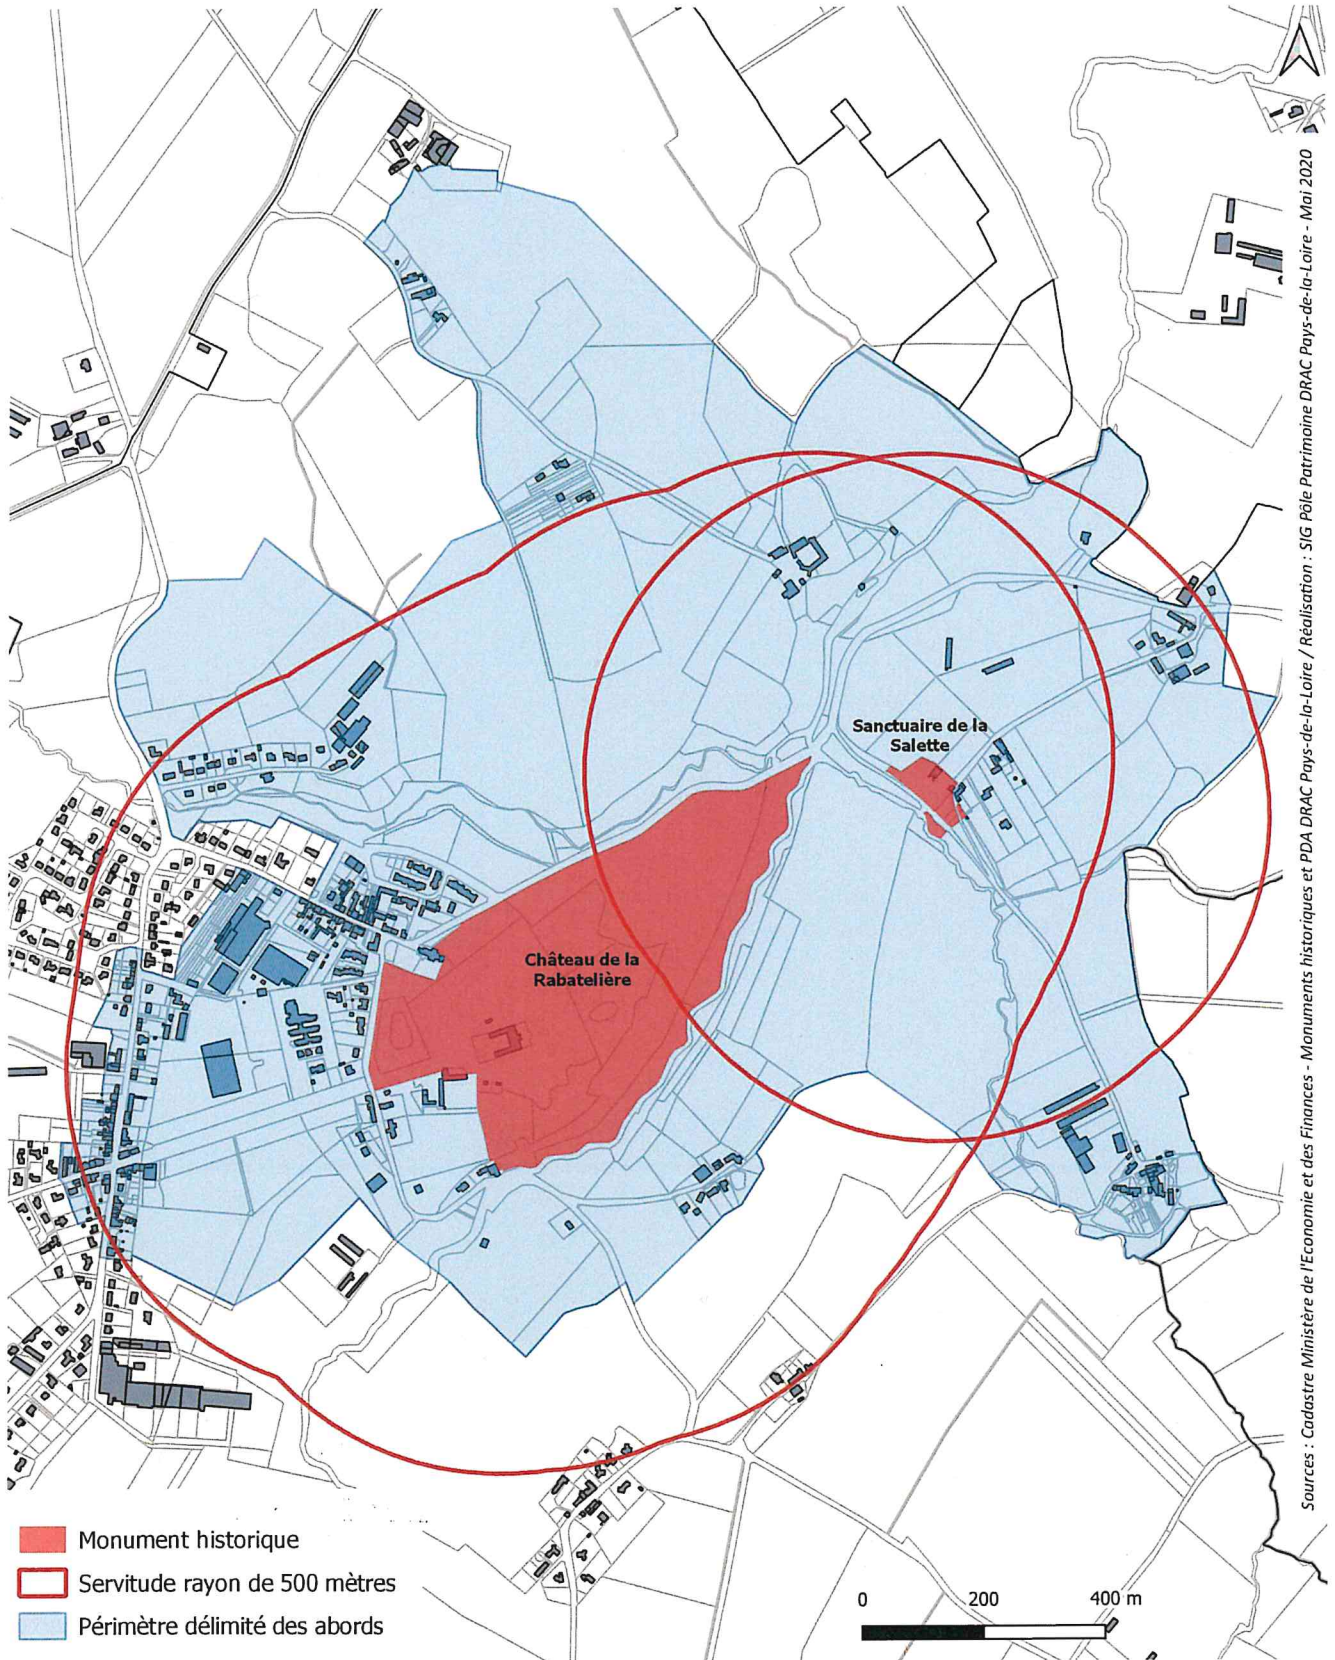 Sanctuaire de la
Salette
Château de la
Rabatelière
Monument historique
Servitude rayon de 500 mètres
Périmètre délimité des abords
0 200 400 m
Sources : Cadastre Ministère de l'Economie et des Finances - Monuments historiques et PDA DRAC Pays-de-la-Loire / Réalisation : SIG Pôle Patrimoine DRAC Pays-de-la-Loire - Mai 2020